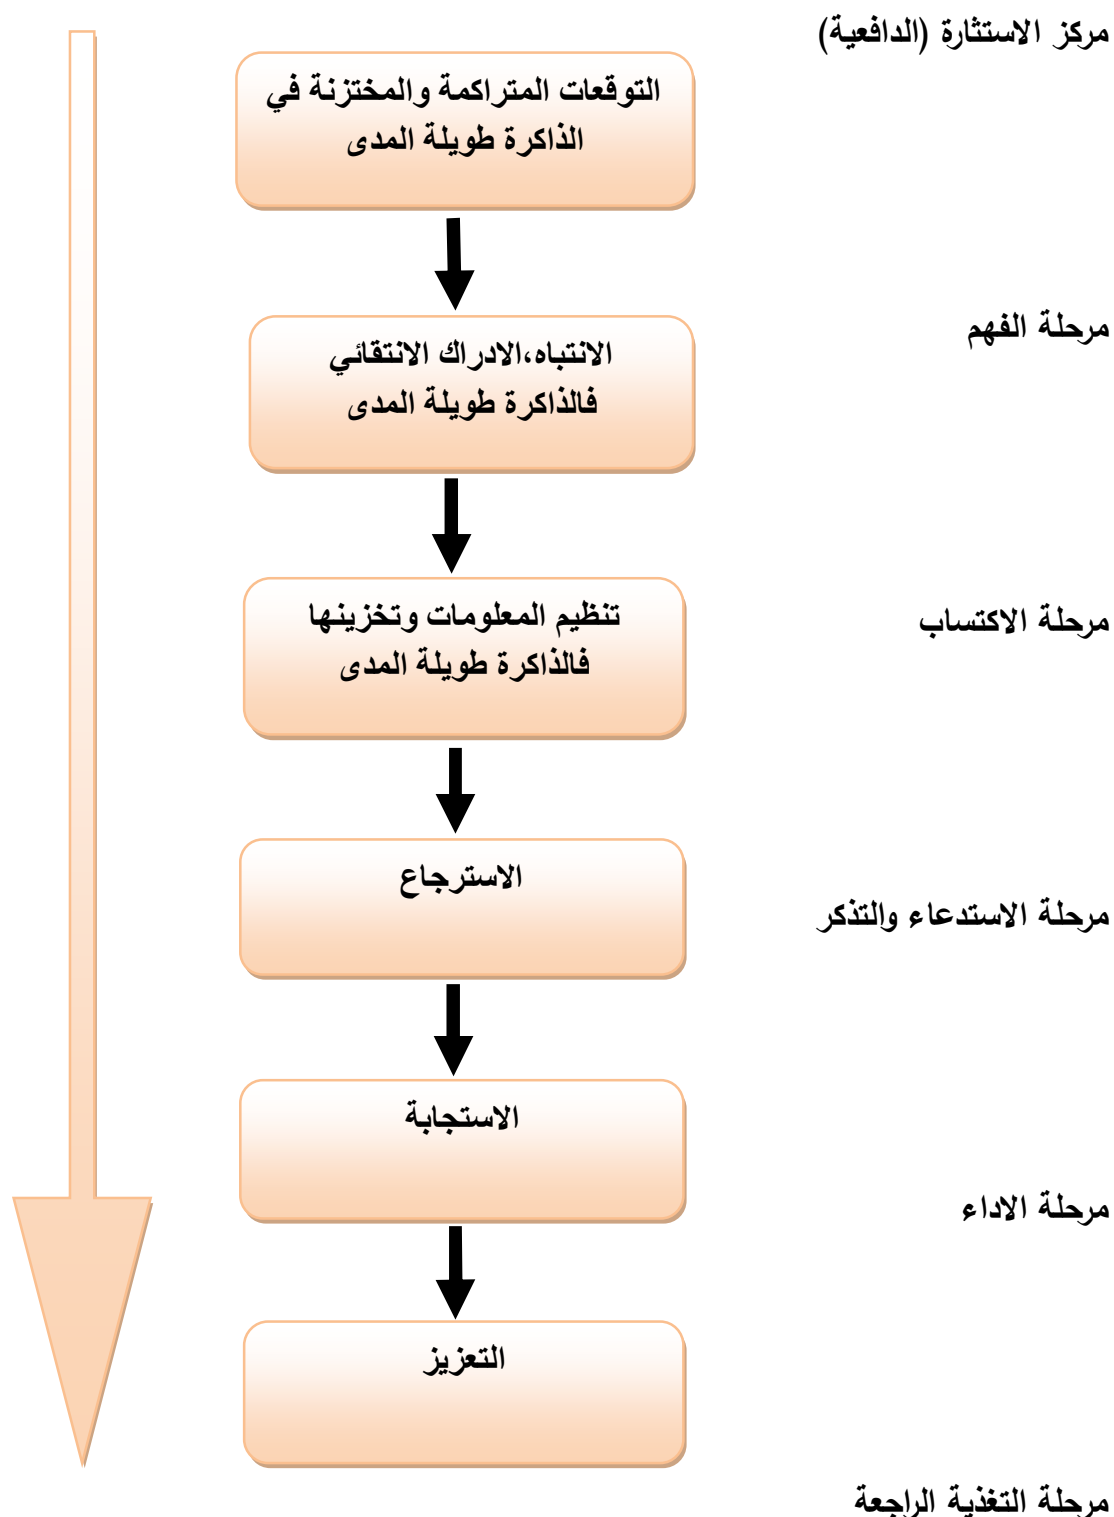 مركز الاستثارة (الدافعية)
التوقعات المتراكمة والمختزنة في
الذاكرة طويلة المدى
مرحلة الفهم
الانتباه،الادراك الانتقائي
فالذاكرة طويلة المدى
مرحلة الاكتساب
تنظيم المعلومات وتخزينها
فالذاكرة طويلة المدى
مرحلة الاستدعاء والتذكر
الاسترجاع
مرحلة الاداء
الاستجابة
التعزيز
مرحلة التغذية الراجعة